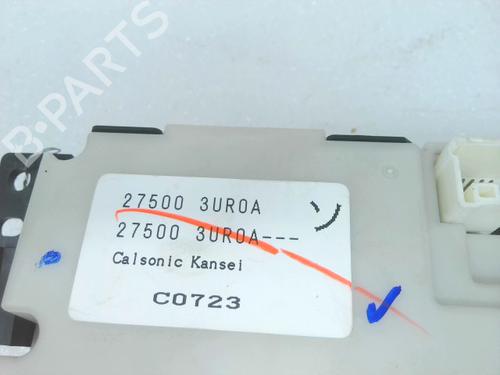 B-PARTS
27500 3UR0A
27500 3UR0A---
Calsonic Kansei
C0723